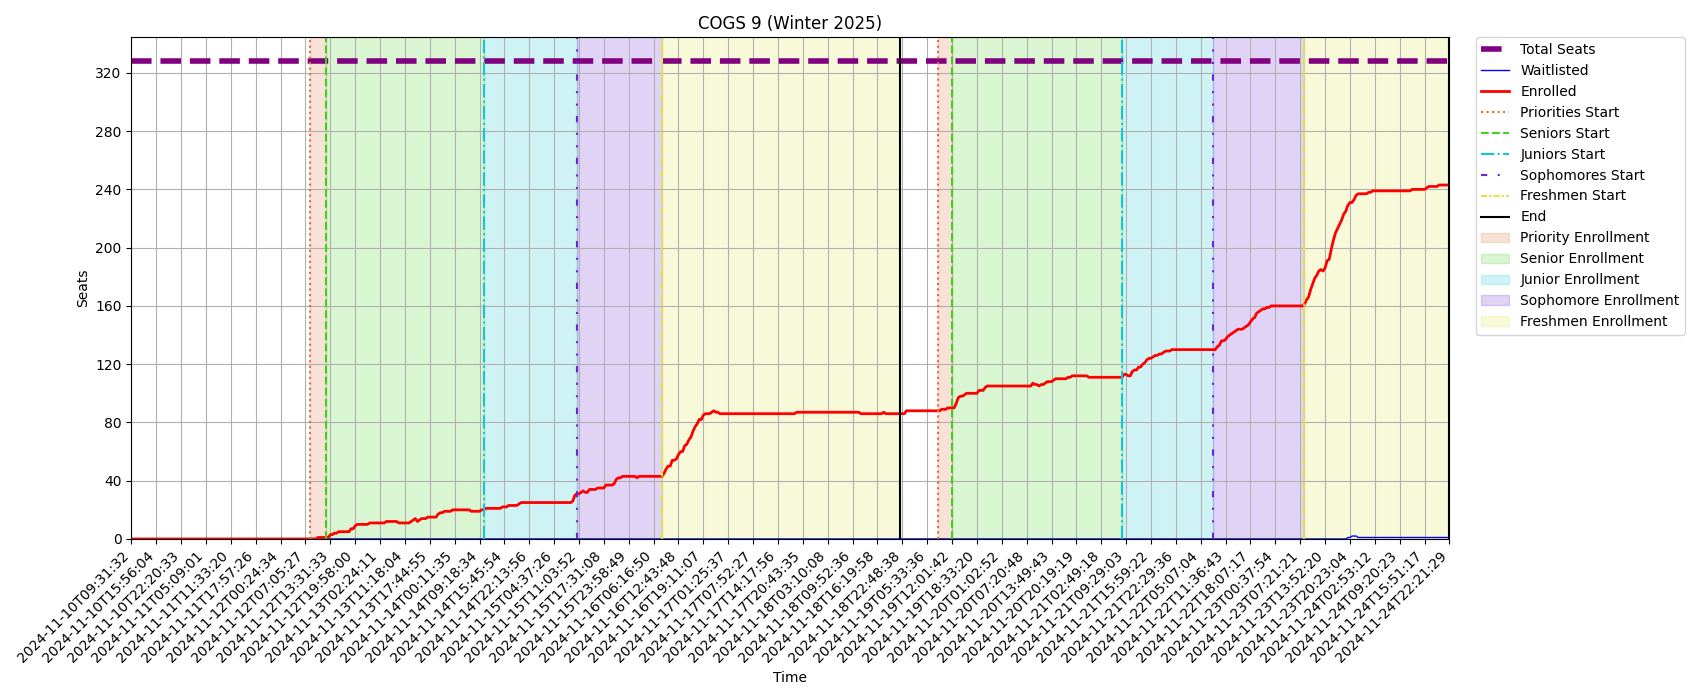 COGS 9 (Winter 2025)
Seats
320
280
240
200
160
120
80
40
0
2024-11-10T09:31:32
2024-11-10T15:56:04
2024-11-10T22:20:33
2024-11-11T05:09:01
2024-11-11T11:33:20
2024-11-11T17:57:26
2024-11-12T00:24:34
2024-11-12T07:05:27
2024-11-12T13:31:33
2024-11-12T19:58:00
2024-11-13T02:24:11
2024-11-13T11:18:04
2024-11-13T17:44:55
2024-11-14T00:11:35
2024-11-14T09:18:34
2024-11-14T15:45:54
2024-11-14T22:13:56
2024-11-15T04:37:26
2024-11-15T11:03:52
2024-11-15T17:31:08
2024-11-15T23:58:49
2024-11-16T06:16:50
2024-11-16T12:43:48
2024-11-16T19:11:07
2024-11-17T01:25:37
2024-11-17T07:52:27
2024-11-17T14:17:56
2024-11-17T20:43:35
2024-11-18T03:10:08
2024-11-18T09:52:36
2024-11-18T16:19:58
2024-11-18T22:48:38
2024-11-19T05:33:36
2024-11-19T12:01:42
2024-11-19T18:33:20
2024-11-20T01:02:52
2024-11-20T07:20:48
2024-11-20T13:49:43
2024-11-20T20:19:19
2024-11-21T02:49:18
2024-11-21T09:29:03
2024-11-21T15:59:22
2024-11-21T22:29:36
2024-11-22T05:07:04
2024-11-22T11:36:43
2024-11-22T18:07:17
2024-11-23T00:37:54
2024-11-23T07:21:21
2024-11-23T13:52:20
2024-11-23T20:23:04
2024-11-24T02:53:12
2024-11-24T09:20:23
2024-11-24T15:51:17
2024-11-24T22:21:29
Time
Total Seats
Waitlisted
Enrolled
Priorities Start
Seniors Start
Juniors Start
Sophomores Start
Freshmen Start
End
Priority Enrollment
Senior Enrollment
Junior Enrollment
Sophomore Enrollment
Freshmen Enrollment